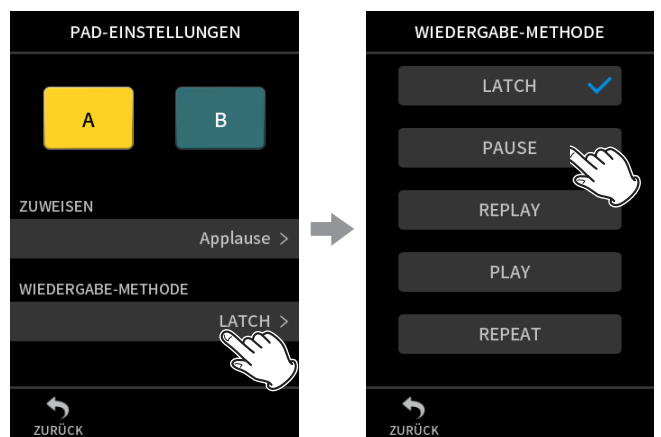 PAD-EINSTELLUNGEN
A
B
ZUWEISEN
Applause >
WIEDERGABE-METHODE
LATCH >
ZURÜCK
WIEDERGABE-METHODE
LATCH
PAUSE
REPLAY
PLAY
REPEAT
ZURÜCK